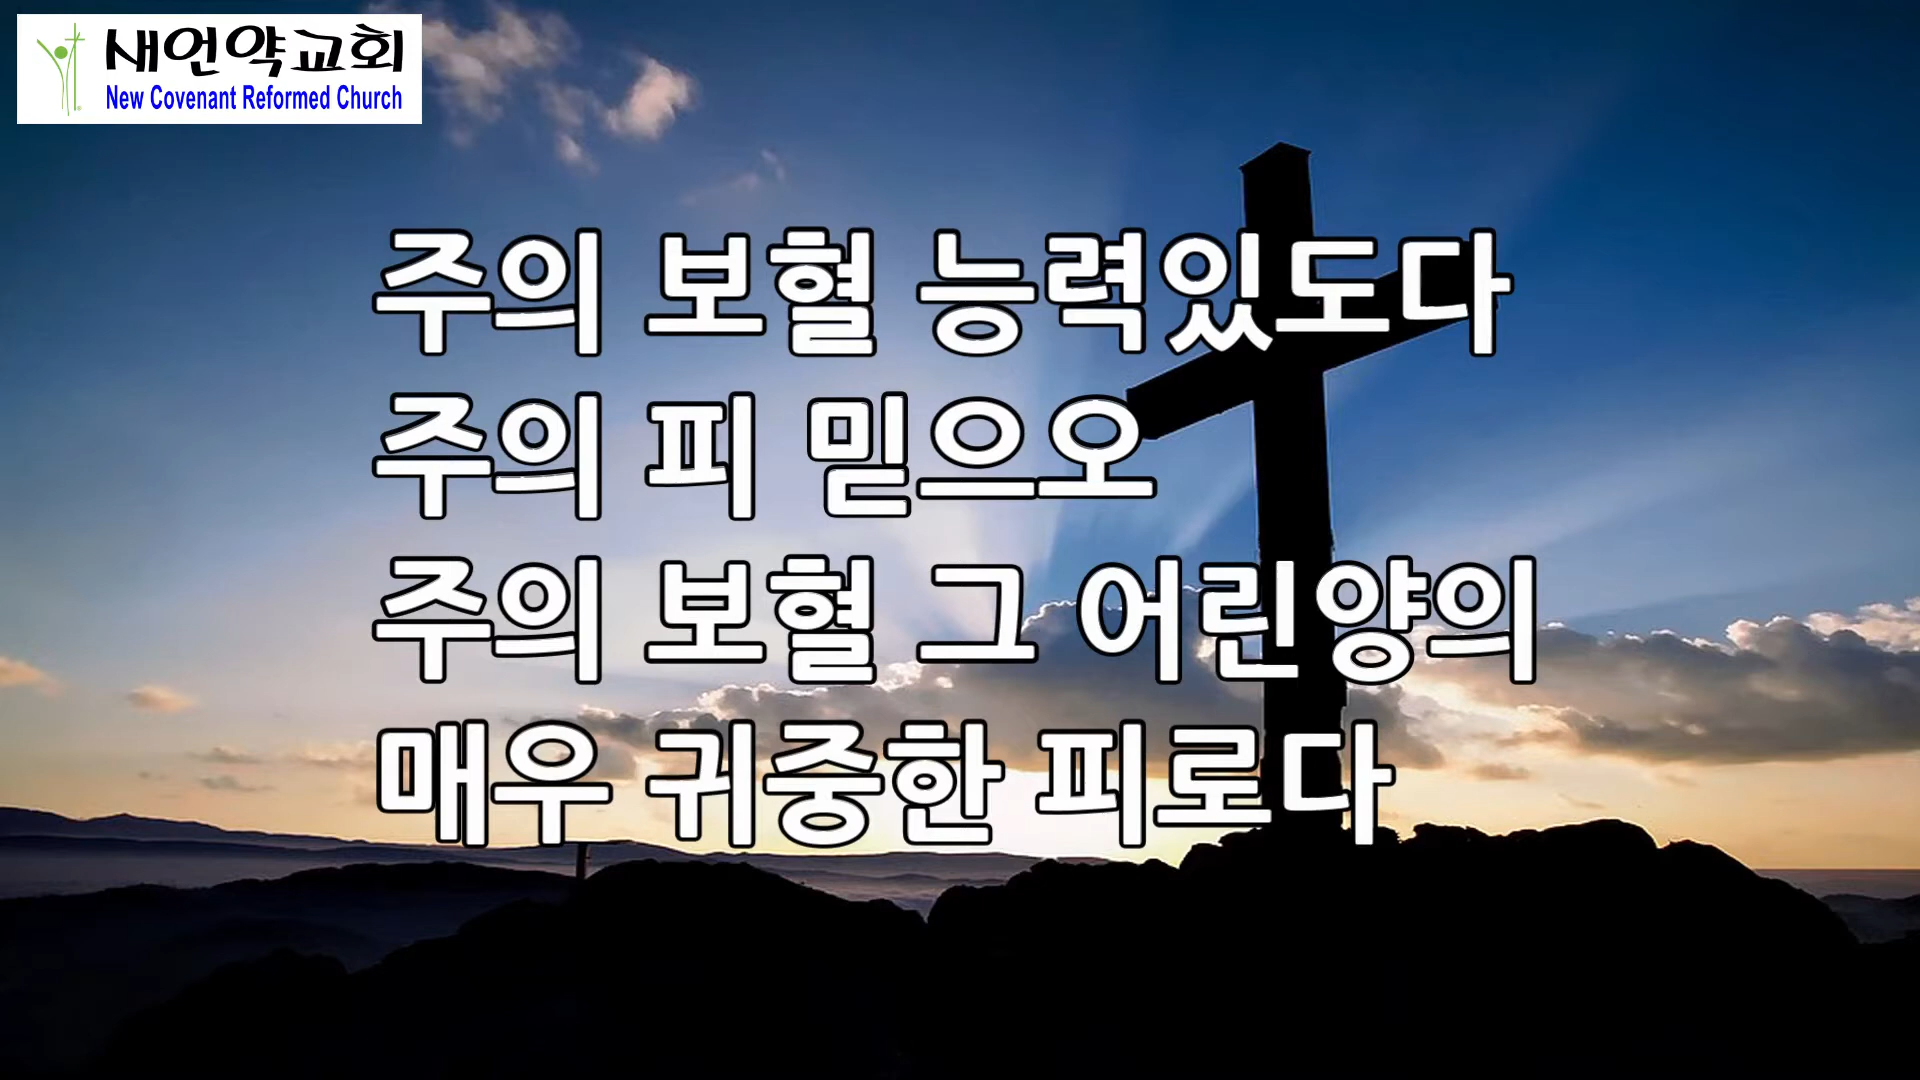 새언약교회
New Covenant Reformed Church
주의 보혈 능력있도다
주의 피 믿으오
주의 보혈 그 어린양의
매우 귀중한 피로다